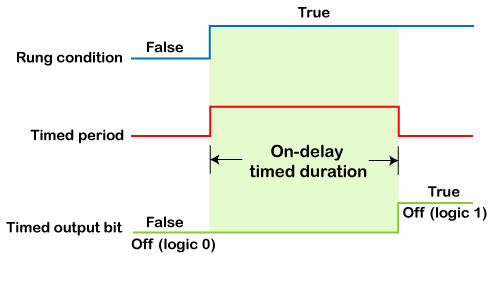 True
False
Rung condition
Timed period
On-delay
timed duration
True
False
Off (logic 1)
Timed output bit
Off (logic 0)